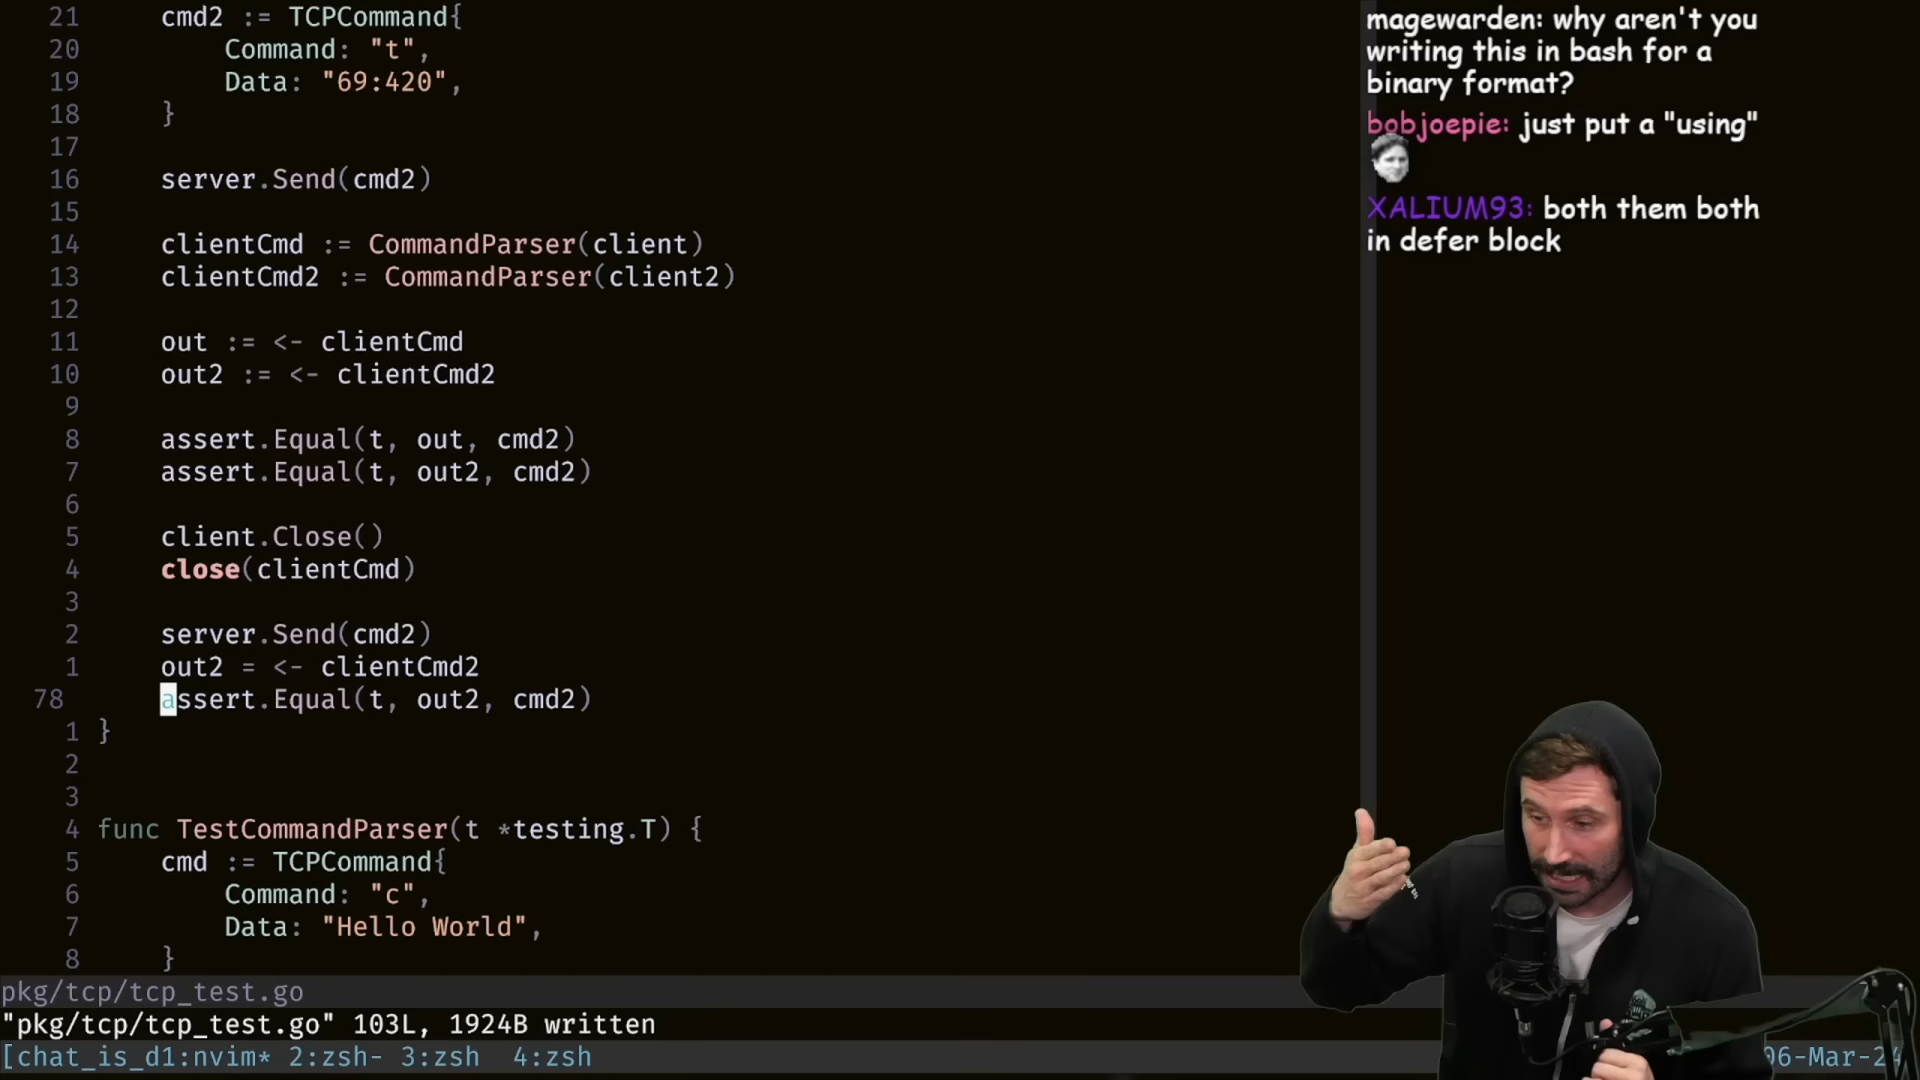 21 cmd2 := TCPCommand{
20 Command: "t",
19 Data: "69:420",
18 }
17
16 server.Send(cmd2)
15
14 clientCmd := CommandParser(client)
13 clientCmd2 := CommandParser(client2)
12
11 out := <- clientCmd
10 out2 := <- clientCmd2
9
8 assert.Equal(t, out, cmd2)
7 assert.Equal(t, out2, cmd2)
6
5 client.Close()
4 close(clientCmd)
3
2 server.Send(cmd2)
1 out2 = <- clientCmd2
78 assert.Equal(t, out2, cmd2)
1 }
2
3
4 func TestCommandParser(t *testing.T) {
5 cmd := TCPCommand{
6 Command: "c",
7 Data: "Hello World",
8 }
pkg/tcp/tcp_test.go
"pkg/tcp/tcp_test.go" 103L, 1924B written
[chat_is_d1:nvim* 2:zsh- 3:zsh 4:zsh
06-Mar-24
magewarden: why aren't you
writing this in bash for a
binary format?
bobjoepie: just put a "using"
XALIUM93: both them both
in defer block